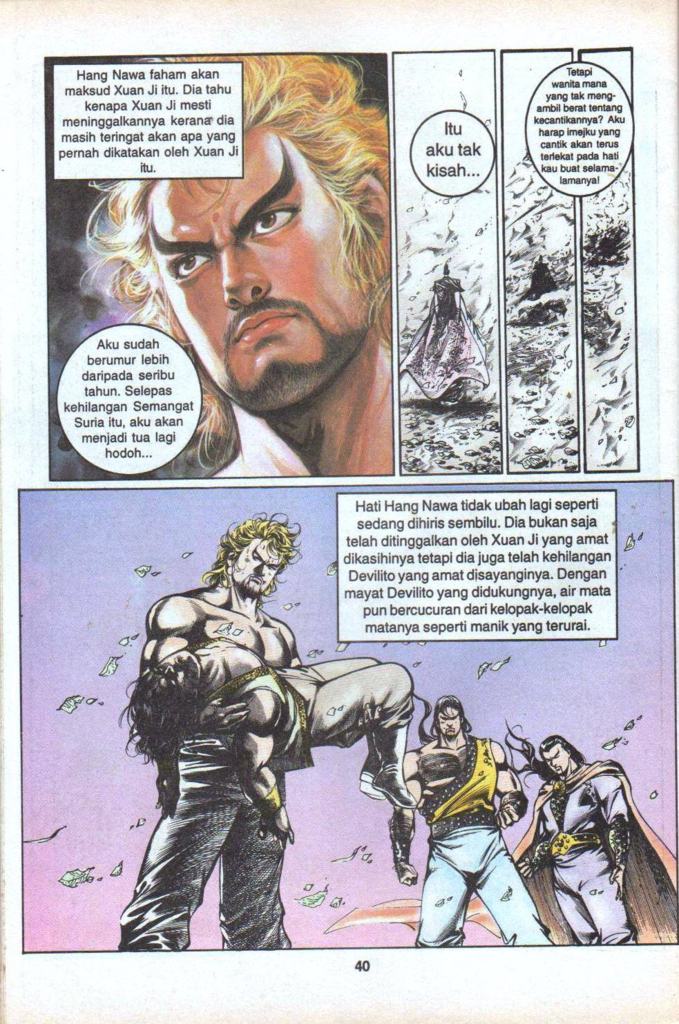 Hang Nawa faham akan
maksud Xuan Ji itu. Dia tahu
kenapa Xuan Ji mesti
meninggalkannya kerana dia
masih teringat akan apa yang
pernah dikatakan oleh Xuan Ji
itu.
Aku sudah
berumur lebih
daripada seribu
tahun. Selepas
kehilangan Semangat
Suria itu, aku akan
menjadi tua lagi
hodoh...
Itu
aku tak
kisah...
Tetapi
wanita mana
yang tak meng-
ambil berat tentang
kecantikannya? Aku
harap imejku yang
cantik akan terus
terlekat pada hati
kau buat selama-
lamanya!
Hati Hang Nawa tidak ubah lagi seperti
sedang dihiris sembilu. Dia bukan saja
telah ditinggalkan oleh Xuan Ji yang amat
dikasihinya tetapi dia juga telah kehilangan
Devilito yang amat disayanginya. Dengan
mayat Devilito yang didukungnya, air mata
pun bercucuran dari kelopak-kelopak
matanya seperti manik yang terurai.
40